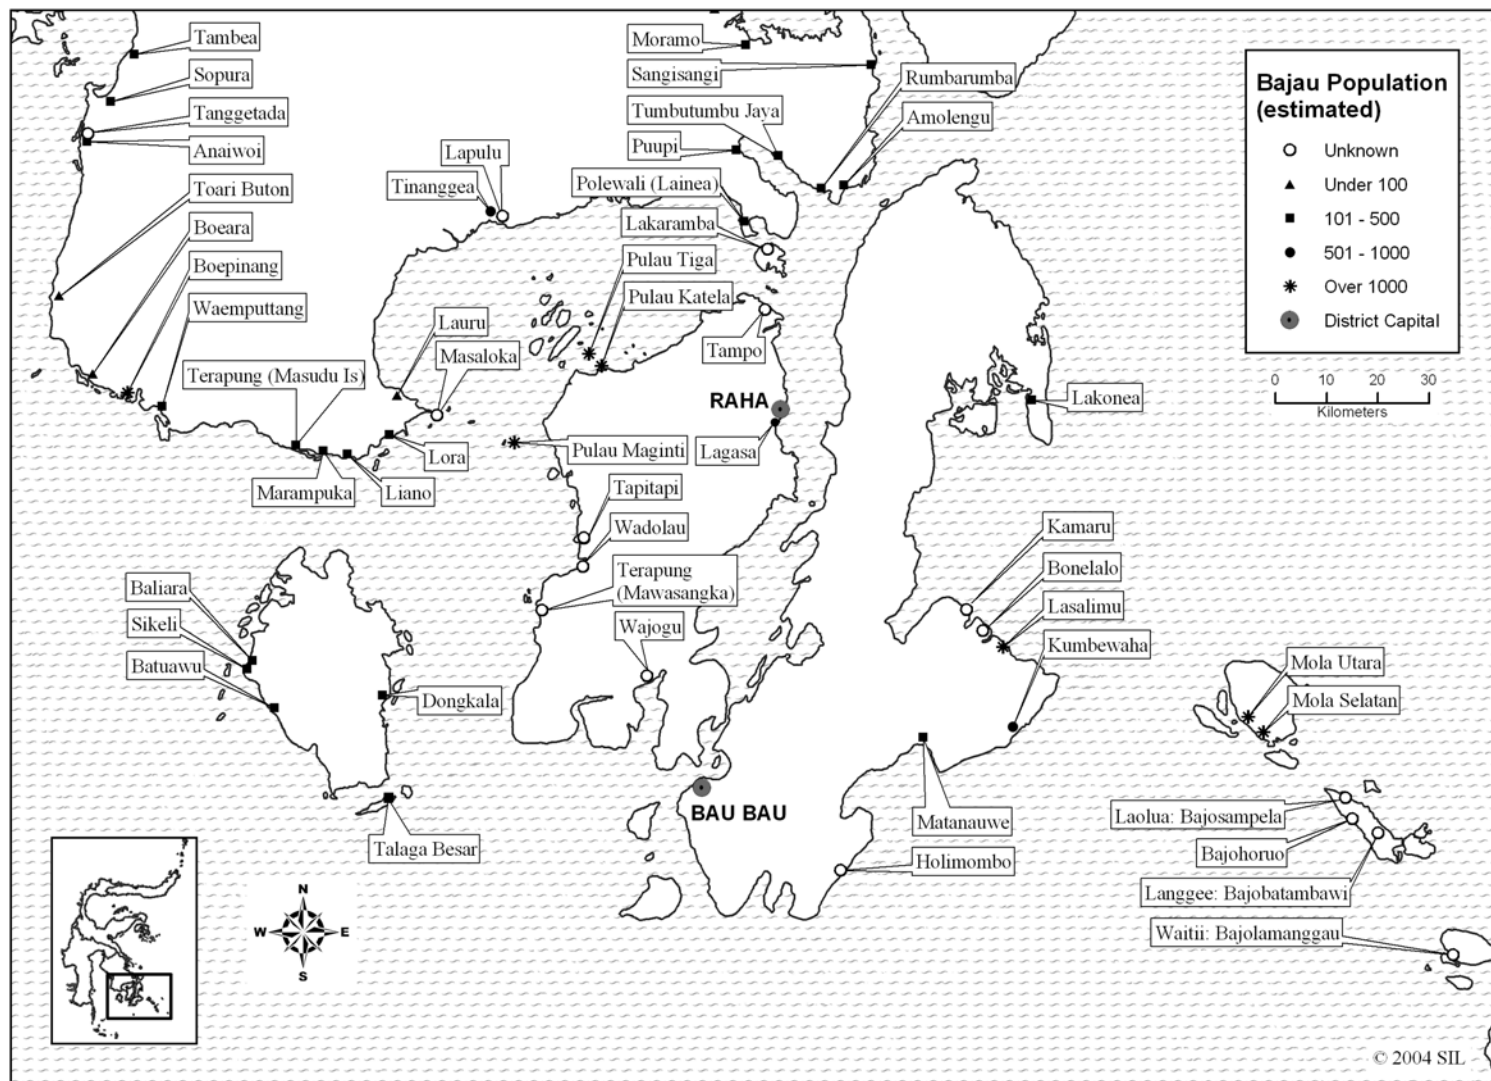 Tambea
Sopura
Tanggetada
Anaiwoi
Toari Buton
Boeara
Boepinang
Waemputtang
Terapung (Masudu Is)
Marampuka
Liano
Lora
Lauru
Masaloka
Lapulu
Tinanggea
Moramo
Sangisangi
Rumbarumba
Tumbutumbu Jaya
Amolengu
Puupi
Polewali (Lainea)
Lakaramba
Pulau Tiga
Pulau Katela
Tampo
RAHA
Lagasa
Pulau Maginti
Tapitapi
Wadolau
Terapung
(Mawasangka)
Wajogu
Lakonea
Kamaru
Bonelalo
Lasalimu
Kumbewaha
Baliara
Sikeli
Batuawu
Dongkala
Talaga Besar
BAU BAU
Matanauwe
Holimombo
Mola Utara
Mola Selatan
Laolua: Bajosampela
Bajohoruo
Langgee: Bajobatambawi
Waitii: Bajolamanggau
Bajau Population
(estimated)
Unknown
Under 100
101 - 500
501 - 1000
Over 1000
District Capital
0 10 20 30
Kilometers
N
W E
S
© 2004 SIL